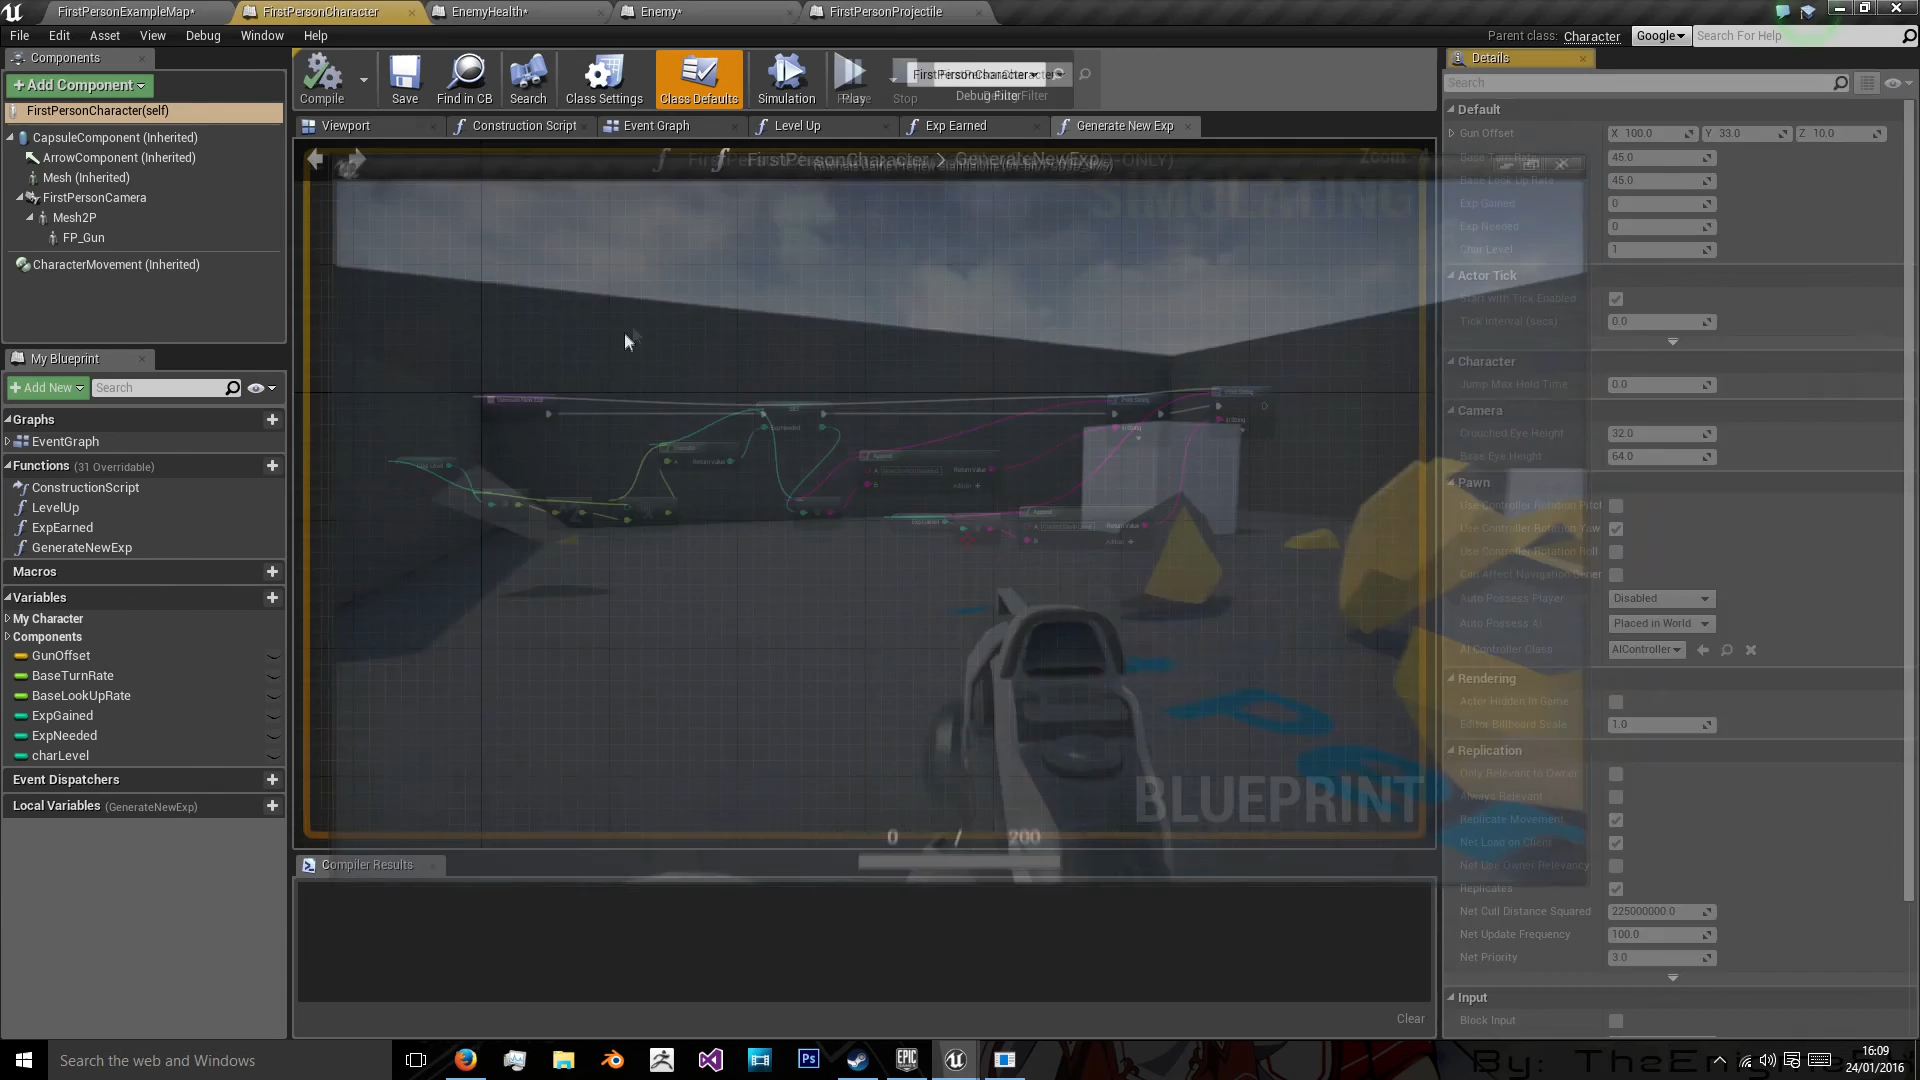 FirstPersonExampleMap*
FirstPersonCharacter
EnemyHealth*
Enemy*
FirstPersonProjectile
File Edit Asset View Debug Window Help
Parent class: Character
Google
Search For Help
Components
+Add Component
FirstPersonCharacter(self)
CapsuleComponent (Inherited)
ArrowComponent (Inherited)
Mesh (Inherited)
FirstPersonCamera
Mesh2P
FP_Gun
CharacterMovement (Inherited)
My Blueprint
+Add New
Search
Graphs
EventGraph
Functions (31 Overridable)
ConstructionScript
LevelUp
ExpEarned
GenerateNewExp
Macros
Variables
My Character
Components
GunOffset
BaseTurnRate
BaseLookUpRate
ExpGained
ExpNeeded
charLevel
Event Dispatchers
Local Variables (GenerateNewExp)
Compile
Save
Find in CB
Search
Class Settings
Class Defaults
Simulation
Play
Stop
FirstPersonCharacter
Debug Filter
Viewport
Construction Script
Event Graph
Level Up
Exp Earned
Generate New Exp
FirstPersonCharacter > GenerateNewExp
Zoom -4
SIMULATING
BLUEPRINT
0 / 200
Compiler Results
Clear
Details
Search
Default
Gun Offset X 100.0 Y 33.0 Z 10.0
Base Turn Rate 45.0
Base Look Up Rate 45.0
Exp Gained 0
Exp Needed 0
Char Level 1
Actor Tick
Start with Tick Enabled
Tick Interval (secs) 0.0
Character
Jump Max Hold Time 0.0
Camera
Crouched Eye Height 32.0
Base Eye Height 64.0
Pawn
Use Controller Rotation Pitch
Use Controller Rotation Yaw
Use Controller Rotation Roll
Can Affect Navigation Gener
Auto Possess Player Disabled
Auto Possess AI Placed in World
AI Controller Class AIController
Rendering
Actor Hidden In Game
Editor Billboard Scale 1.0
Replication
Only Relevant to Owner
Always Relevant
Replicate Movement
Net Load on Client
Net Use Owner Relevancy
Replicates
Net Cull Distance Squared 225000000.0
Net Update Frequency 100.0
Net Priority 3.0
Input
Block Input
Search the web and Windows
Ps
EPIC
16:09
24/01/2016